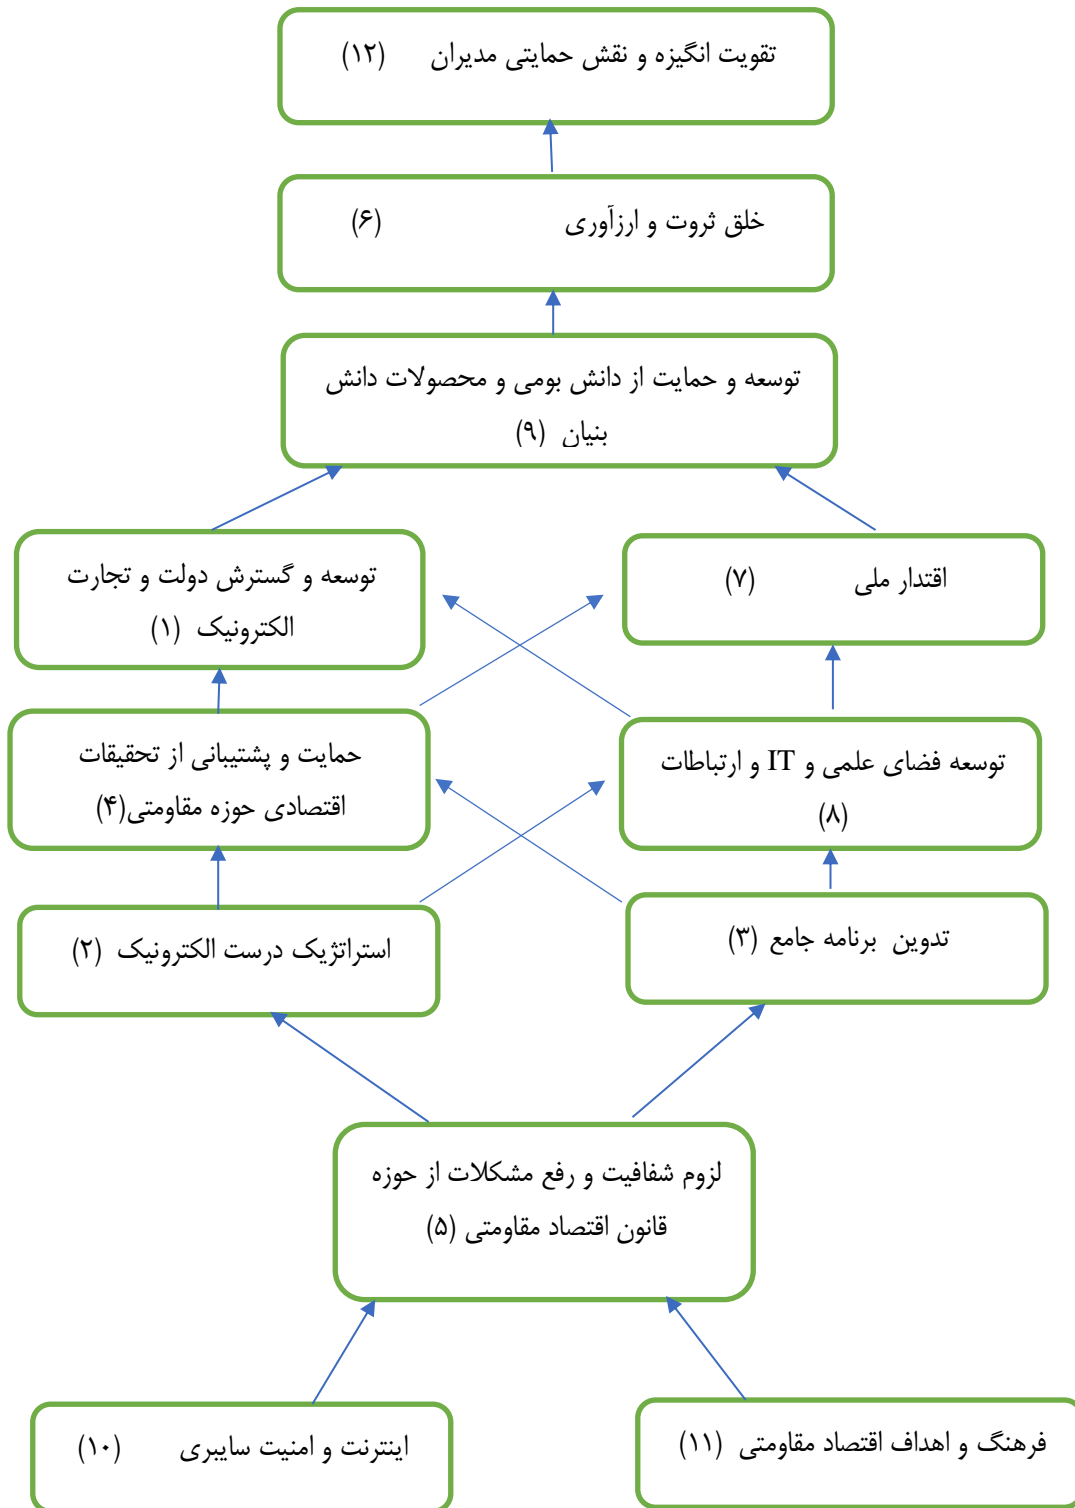 تقویت انگیزه و نقش حمایتی مدیران (۱۲)
خلق ثروت و ارزآوری (۶)
توسعه و حمایت از دانش بومی و محصولات دانش
بنیان (۹)
توسعه و گسترش دولت و تجارت
الکترونیک (۱)
اقتدار ملی (۷)
حمایت و پشتیبانی از تحقیقات
اقتصادی حوزه مقاومتی(۴)
توسعه فضای علمی و IT و ارتباطات
(۸)
استراتژیک درست الکترونیک (۲)
تدوین برنامه جامع (۳)
لزوم شفافیت و رفع مشکلات از حوزه
قانون اقتصاد مقاومتی (۵)
فرهنگ و اهداف اقتصاد مقاومتی (۱۱)
اینترنت و امنیت سایبری (۱۰)